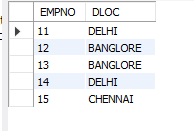 EMPNO DLOC
11 DELHI
12 BANGLORE
13 BANGLORE
14 DELHI
15 CHENNAI